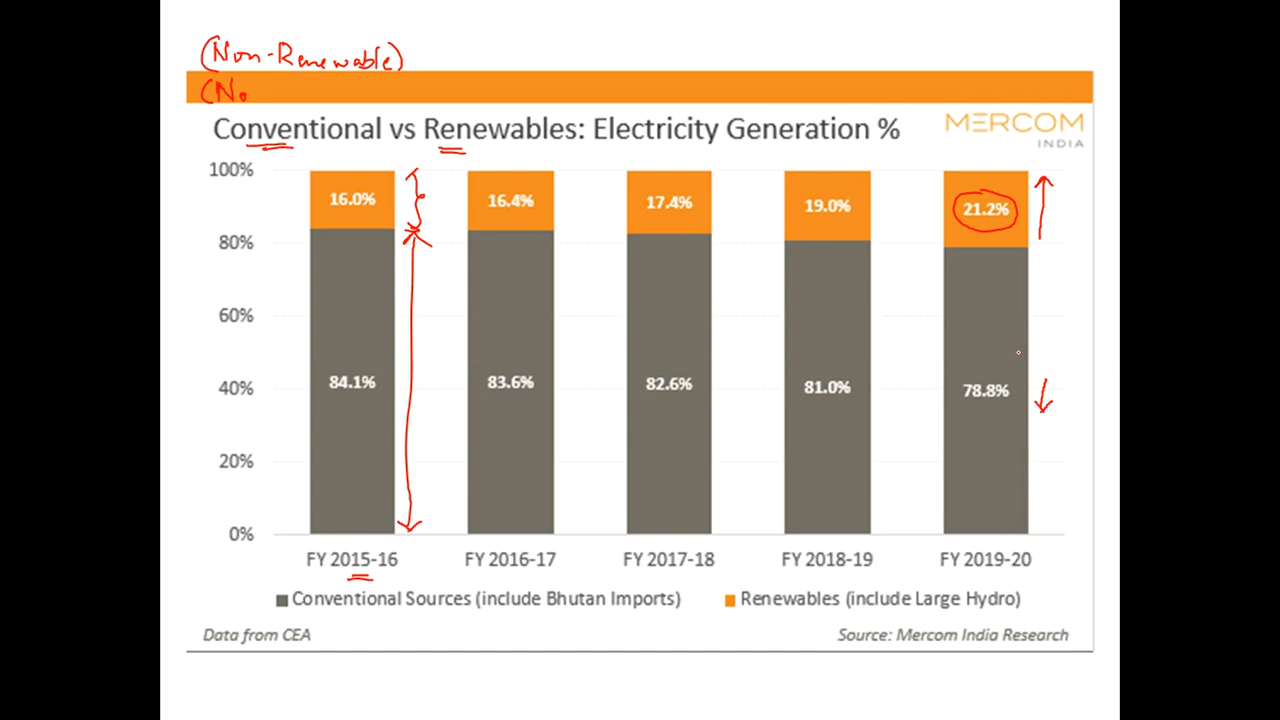 (Non-Renewable)
(No
Conventional vs Renewables: Electricity Generation %
MERCOM
INDIA
100%
80%
60%
40%
20%
0%
16.0%
16.4%
17.4%
19.0%
21.2%
84.1%
83.6%
82.6%
81.0%
78.8%
FY 2015-16
FY 2016-17
FY 2017-18
FY 2018-19
FY 2019-20
Conventional Sources (include Bhutan Imports)
Renewables (include Large Hydro)
Data from CEA
Source: Mercom India Research